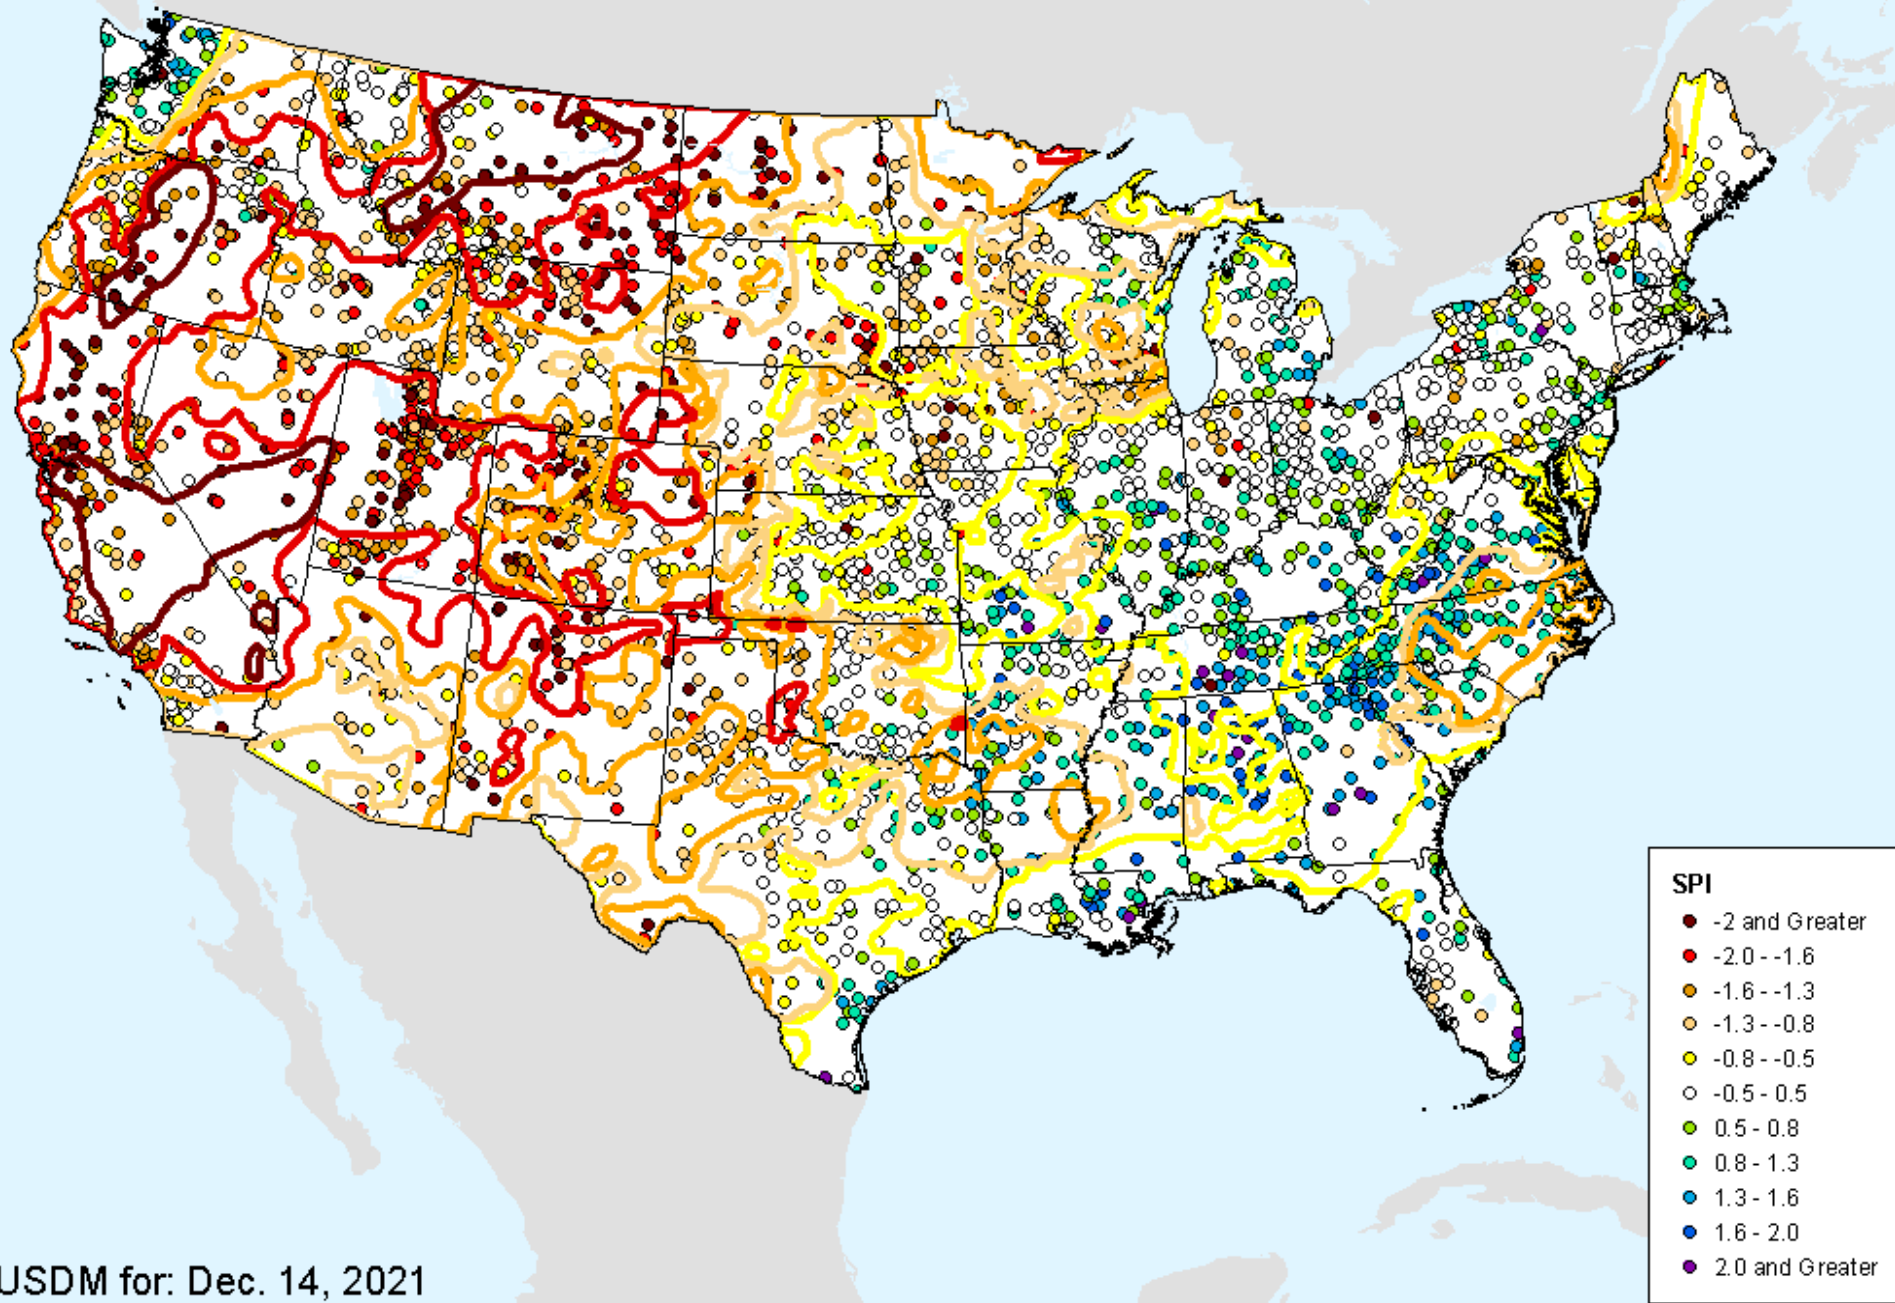 SPI
-2 and Greater
-2.0 - -1.6
-1.6 - -1.3
-1.3 - -0.8
-0.8 - -0.5
-0.5 - 0.5
0.5 - 0.8
0.8 - 1.3
1.3 - 1.6
1.6 - 2.0
2.0 and Greater
USDM for: Dec. 14, 2021